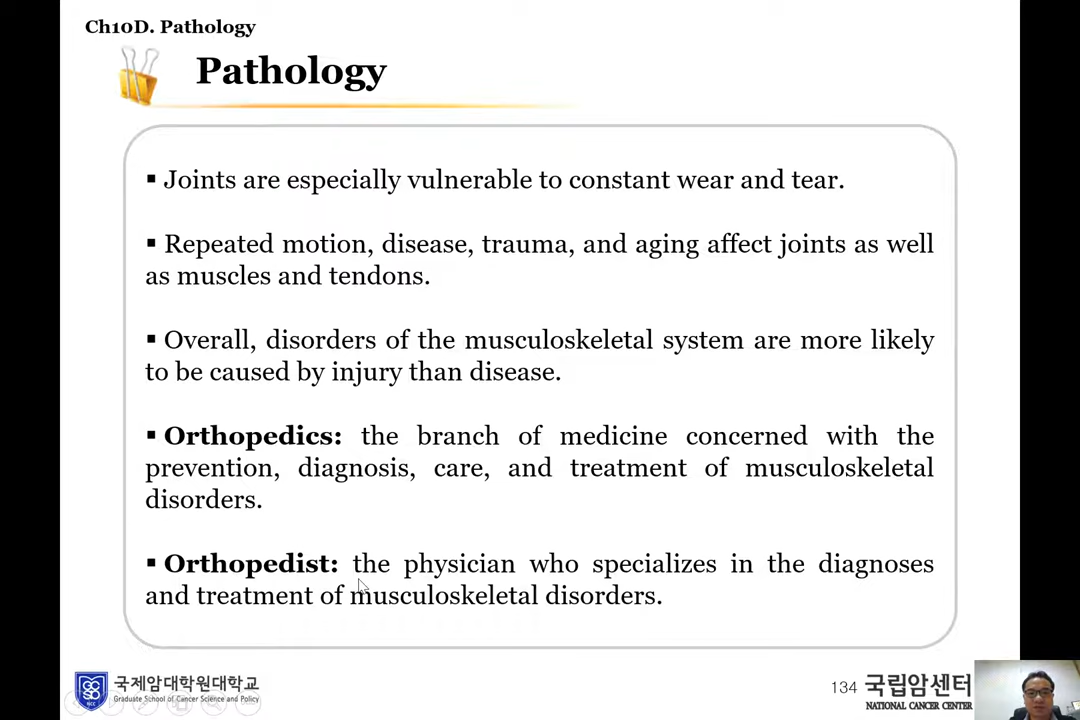 Ch10D. Pathology
Pathology
▪ Joints are especially vulnerable to constant wear and tear.
▪ Repeated motion, disease, trauma, and aging affect joints as well
as muscles and tendons.
▪ Overall, disorders of the musculoskeletal system are more likely
to be caused by injury than disease.
▪ Orthopedics: the branch of medicine concerned with the
prevention, diagnosis, care, and treatment of musculoskeletal
disorders.
▪ Orthopedist: the physician who specializes in the diagnoses
and treatment of musculoskeletal disorders.
국제암대학원대학교
Graduate School of Cancer Science and Policy
NCC
134
국립암센터
NATIONAL CANCER CENTER